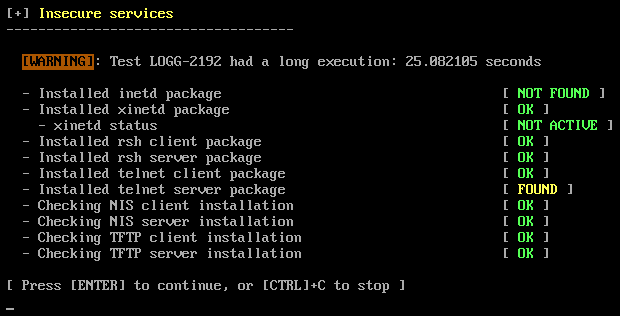 [+] Insecure services
------------------------------------
[WARNING]: Test LOGG-2192 had a long execution: 25.082105 seconds
- Installed inetd package [ NOT FOUND ]
- Installed xinetd package [ OK ]
- xinetd status [ NOT ACTIVE ]
- Installed rsh client package [ OK ]
- Installed rsh server package [ OK ]
- Installed telnet client package [ OK ]
- Installed telnet server package [ FOUND ]
- Checking NIS client installation [ OK ]
- Checking NIS server installation [ OK ]
- Checking TFTP client installation [ OK ]
- Checking TFTP server installation [ OK ]
[ Press [ENTER] to continue, or [CTRL]+C to stop ]
_